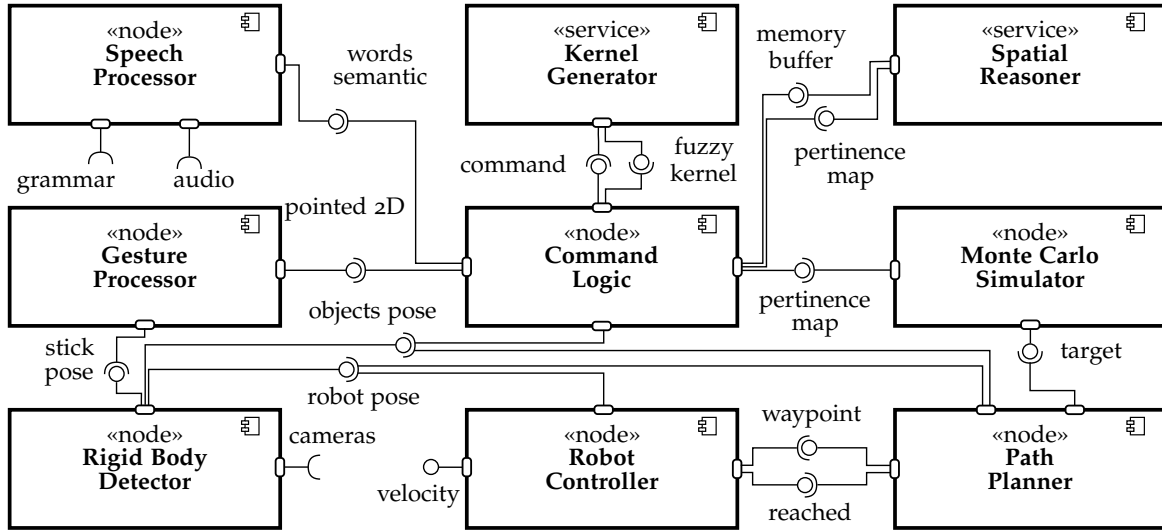 «node»
Speech
Processor
words
semantic
«service»
Kernel
Generator
memory
buffer
«service»
Spatial
Reasoner
grammar
audio
command
fuzzy
kernel
pertinence
map
pointed 2D
«node»
Gesture
Processor
objects pose
«node»
Command
Logic
pertinence
map
«node»
Monte Carlo
Simulator
stick
pose
robot pose
target
«node»
Rigid Body
Detector
cameras
velocity
«node»
Robot
Controller
waypoint
reached
«node»
Path
Planner